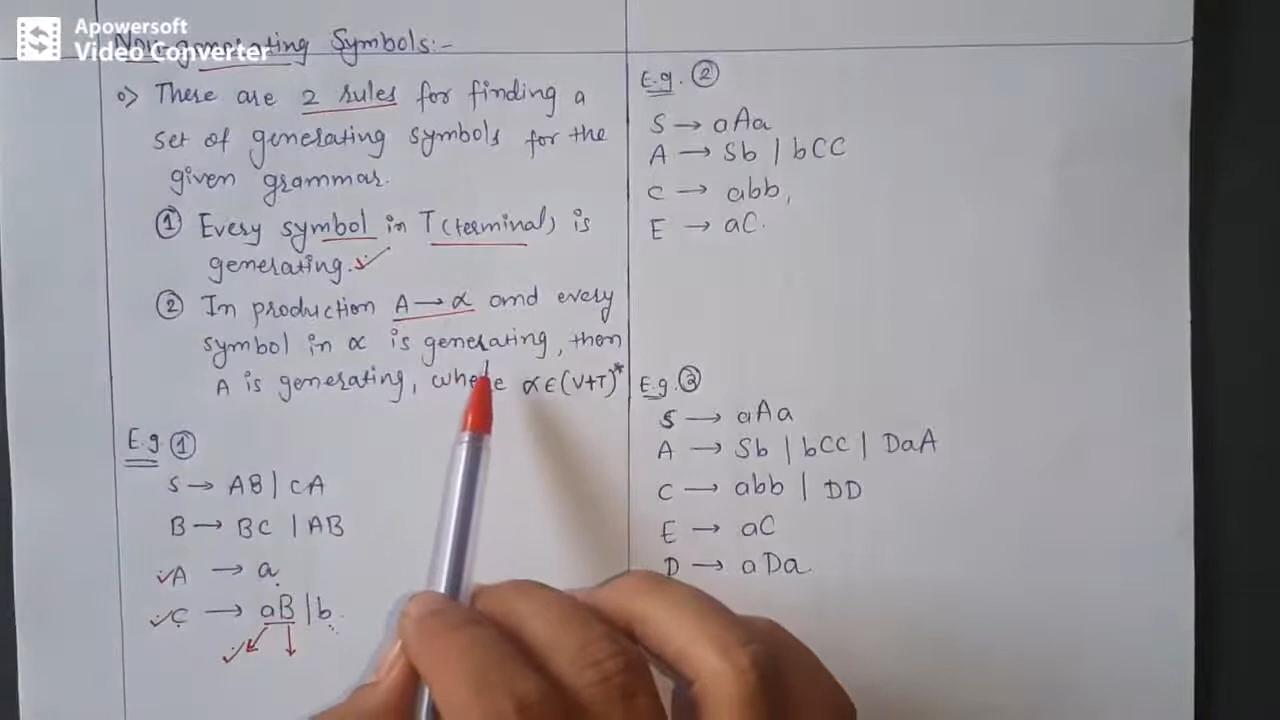 Apowersoft
Video Converter
Non-generating Symbols:-
There are 2 rules for finding a
set of generating symbols for the
given grammar.
① Every symbol in T (terminal) is
generating.
② In production A → α and every
symbol in α is generating, then
A is generating, where α ∈ (V+T)*
E.g. ①
S → AB | CA
B → BC | AB
A → a
C → aB | b.
E.g. ②
S → aAa
A → Sb | bCC
C → abb,
E → aC.
E.g. ③
S → aAa
A → Sb | bCC | DaA
C → abb | DD
E → aC
D → aDa